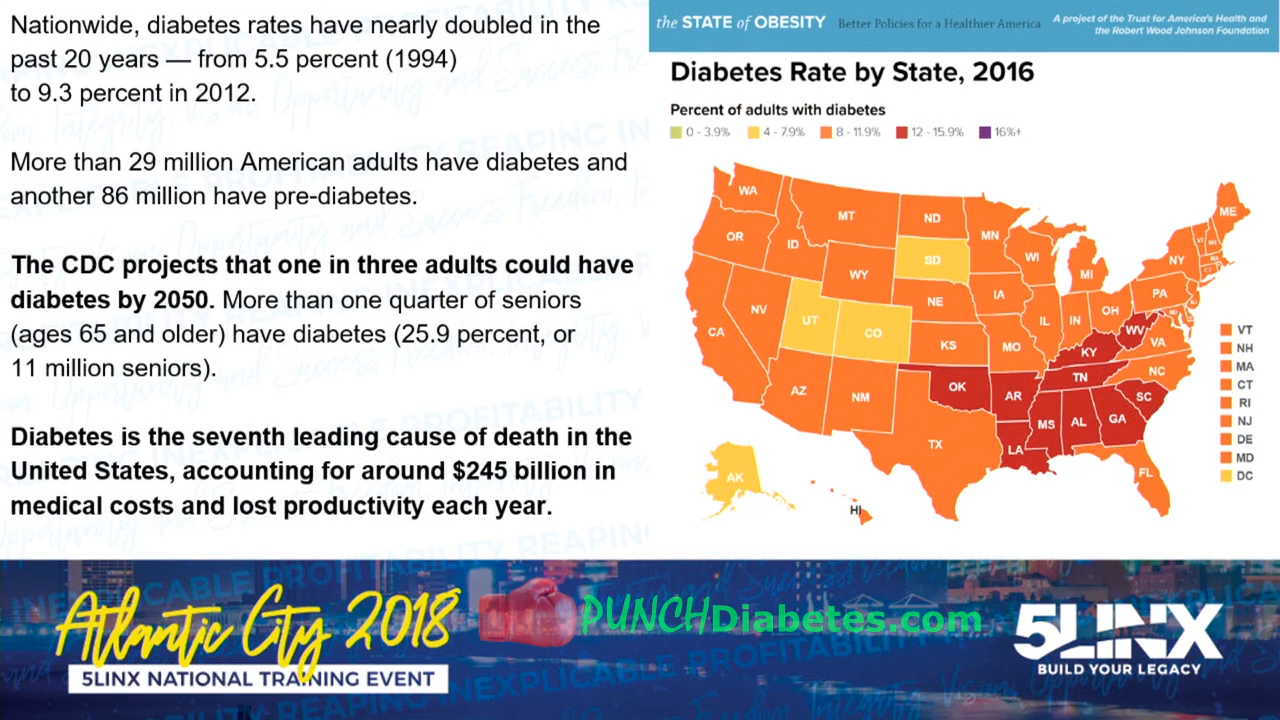 Nationwide, diabetes rates have nearly doubled in the
past 20 years — from 5.5 percent (1994)
to 9.3 percent in 2012.
More than 29 million American adults have diabetes and
another 86 million have pre-diabetes.
The CDC projects that one in three adults could have
diabetes by 2050. More than one quarter of seniors
(ages 65 and older) have diabetes (25.9 percent, or
11 million seniors).
Diabetes is the seventh leading cause of death in the
United States, accounting for around $245 billion in
medical costs and lost productivity each year.
the STATE of OBESITY Better Policies for a Healthier America
A project of the Trust for America's Health and
the Robert Wood Johnson Foundation
Diabetes Rate by State, 2016
Percent of adults with diabetes
0 - 3.9% 4 - 7.9% 8 - 11.9% 12 - 15.9% 16%+
WA
MT
ND
MN
ME
OR
ID
WY
SD
WI
MI
NY
VT
NH
NV
NE
IA
PA
CA
UT
CO
KS
MO
IL
IN
OH
WV
VA
KY
NC
TN
AZ
NM
OK
AR
SC
MS
AL
GA
TX
LA
FL
AK
HI
VT
NH
MA
CT
RI
NJ
DE
MD
DC
Atlantic City 2018
5LINX NATIONAL TRAINING EVENT
PUNCHDiabetes.com
5LINX
BUILD YOUR LEGACY